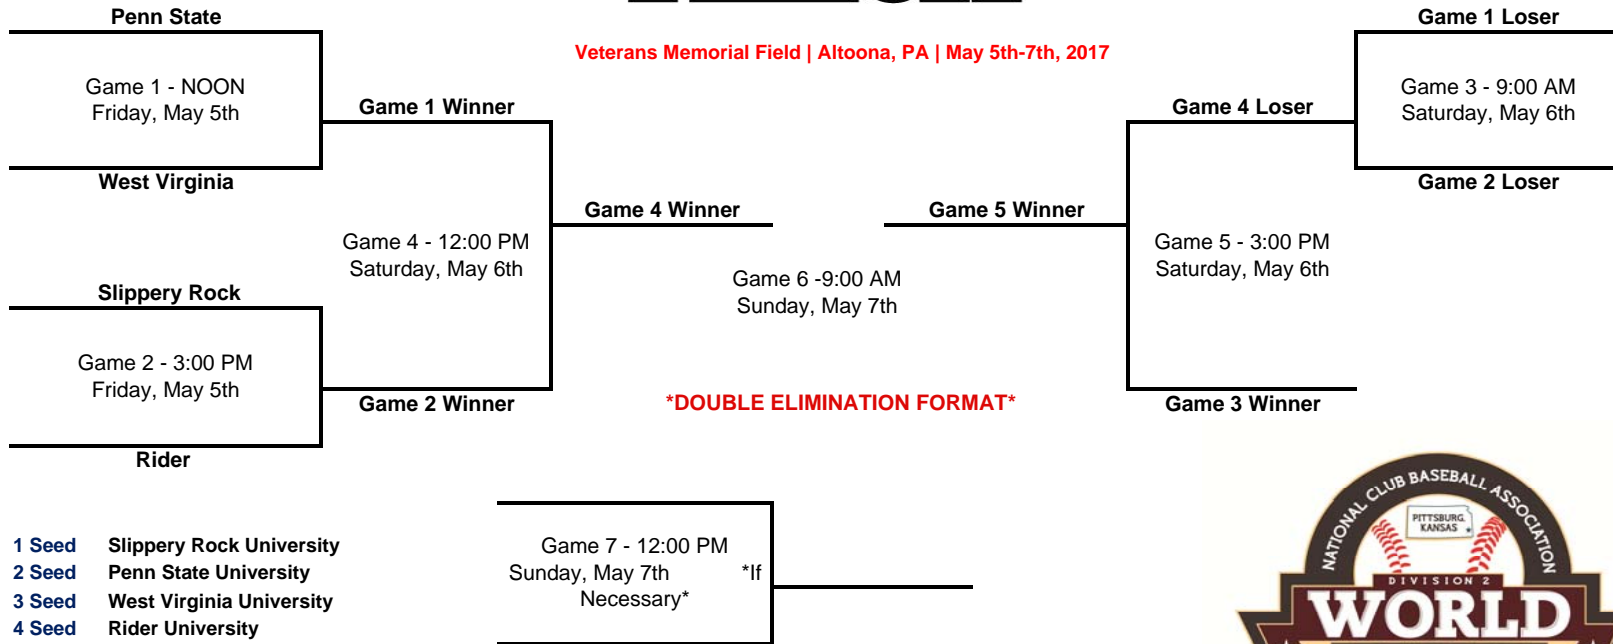 Penn State
Game 1 Loser
Veterans Memorial Field | Altoona, PA | May 5th-7th, 2017
Game 1 - NOON
Friday, May 5th
Game 1 Winner
Game 4 Loser
Game 3 - 9:00 AM
Saturday, May 6th
West Virginia
Game 2 Loser
Game 4 Winner
Game 5 Winner
Game 4 - 12:00 PM
Saturday, May 6th
Game 5 - 3:00 PM
Saturday, May 6th
Game 6 -9:00 AM
Sunday, May 7th
Slippery Rock
Game 2 - 3:00 PM
Friday, May 5th
Game 2 Winner
*DOUBLE ELIMINATION FORMAT*
Game 3 Winner
Rider
1 Seed Slippery Rock University
2 Seed Penn State University
3 Seed West Virginia University
4 Seed Rider University
Game 7 - 12:00 PM
Sunday, May 7th *If
Necessary*
NATIONAL CLUB BASEBALL ASSOCIATION
PITTSBURG,
KANSAS
DIVISION 2
WORLD